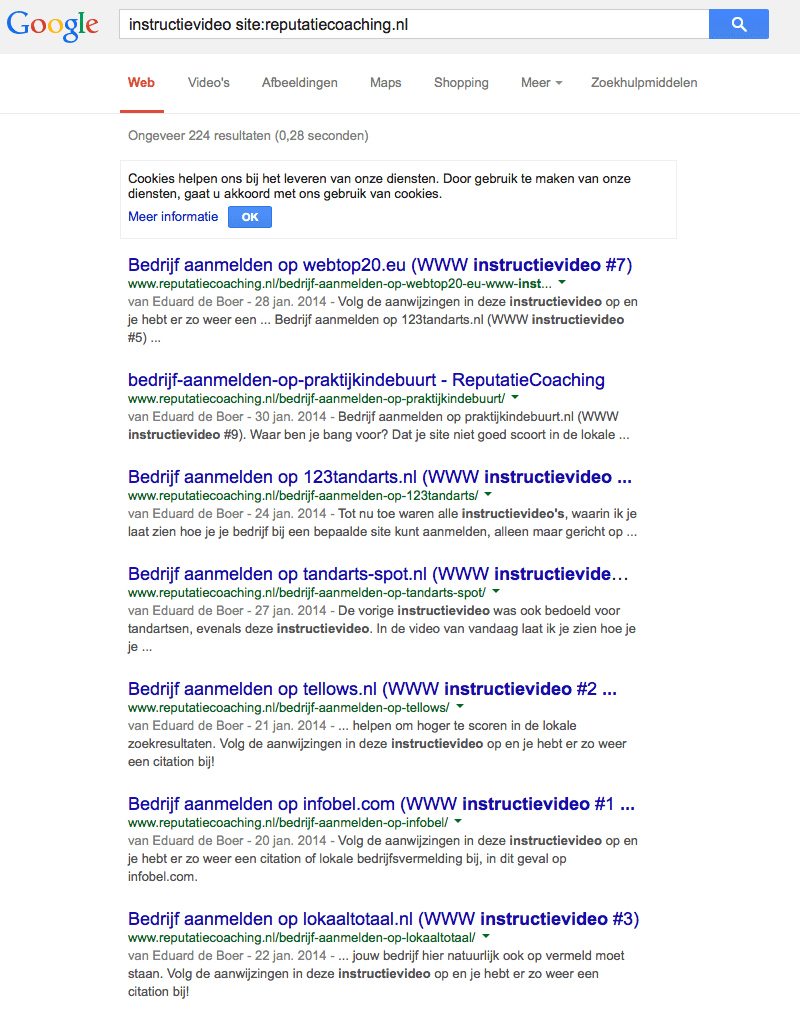 Google
instructievideo site:reputatiecoaching.nl
Web Video's Afbeeldingen Maps Shopping Meer Zoekhulpmiddelen
Ongeveer 224 resultaten (0,28 seconden)
Cookies helpen ons bij het leveren van onze diensten. Door gebruik te maken van onze
diensten, gaat u akkoord met ons gebruik van cookies.
Meer informatie OK
Bedrijf aanmelden op webtop20.eu (WWW instructievideo #7)
www.reputatiecoaching.nl/bedrijf-aanmelden-op-webtop20-eu-www-inst...
van Eduard de Boer - 28 jan. 2014 - Volg de aanwijzingen in deze instructievideo op en
je hebt er zo weer een ... Bedrijf aanmelden op 123tandarts.nl (WWW instructievideo
#5) ...
bedrijf-aanmelden-op-praktijkindebuurt - ReputatieCoaching
www.reputatiecoaching.nl/bedrijf-aanmelden-op-praktijkindebuurt/
van Eduard de Boer - 30 jan. 2014 - Bedrijf aanmelden op praktijkindebuurt.nl (WWW
instructievideo #9). Waar ben je bang voor? Dat je site niet goed scoort in de lokale ...
Bedrijf aanmelden op 123tandarts.nl (WWW instructievideo ...
www.reputatiecoaching.nl/bedrijf-aanmelden-op-123tandarts/
van Eduard de Boer - 24 jan. 2014 - Tot nu toe waren alle instructievideo's, waarin ik je
laat zien hoe je je bedrijf bij een bepaalde site kunt aanmelden, alleen maar gericht op ...
Bedrijf aanmelden op tandarts-spot.nl (WWW instructievide...
www.reputatiecoaching.nl/bedrijf-aanmelden-op-tandarts-spot/
van Eduard de Boer - 27 jan. 2014 - De vorige instructievideo was ook bedoeld voor
tandartsen, evenals deze instructievideo. In de video van vandaag laat ik je zien hoe je
je ...
Bedrijf aanmelden op tellows.nl (WWW instructievideo #2 ...
www.reputatiecoaching.nl/bedrijf-aanmelden-op-tellows/
van Eduard de Boer - 21 jan. 2014 - ... helpen om hoger te scoren in de lokale
zoekresultaten. Volg de aanwijzingen in deze instructievideo op en je hebt er zo weer
een citation bij!
Bedrijf aanmelden op infobel.com (WWW instructievideo #1 ...
www.reputatiecoaching.nl/bedrijf-aanmelden-op-infobel/
van Eduard de Boer - 20 jan. 2014 - Volg de aanwijzingen in deze instructievideo op en
je hebt er zo weer een citation of lokale bedrijfsvermelding bij, in dit geval op
infobel.com.
Bedrijf aanmelden op lokaaltotaal.nl (WWW instructievideo #3)
www.reputatiecoaching.nl/bedrijf-aanmelden-op-lokaaltotaal/
van Eduard de Boer - 22 jan. 2014 - ... jouw bedrijf hier natuurlijk ook op vermeld moet
staan. Volg de aanwijzingen in deze instructievideo op en je hebt er zo weer een
citation bij!